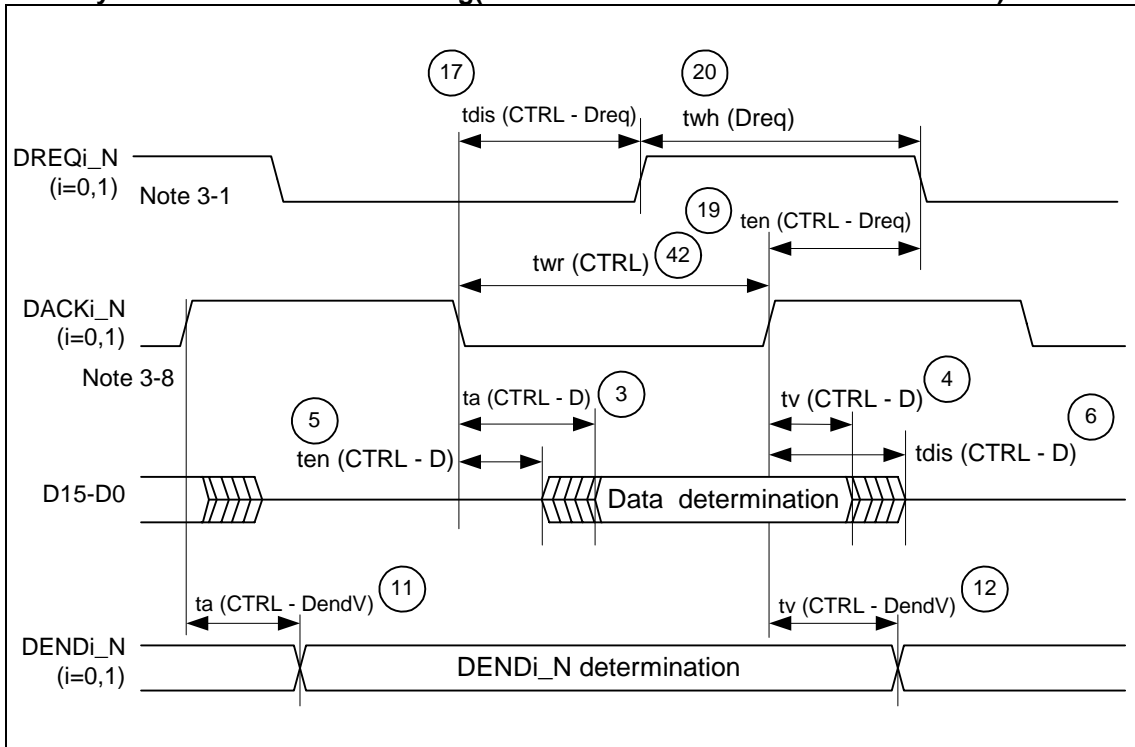 17
20
tdis (CTRL - Dreq)
twh (Dreq)
DREQi_N
(i=0,1)
Note 3-1
19
ten (CTRL - Dreq)
twr (CTRL)
42
DACKi_N
(i=0,1)
Note 3-8
ta (CTRL - D)
3
tv (CTRL - D)
4
5
ten (CTRL - D)
6
tdis (CTRL - D)
D15-D0
Data determination
ta (CTRL - DendV)
11
tv (CTRL - DendV)
12
DENDi_N
(i=0,1)
DENDi_N determination